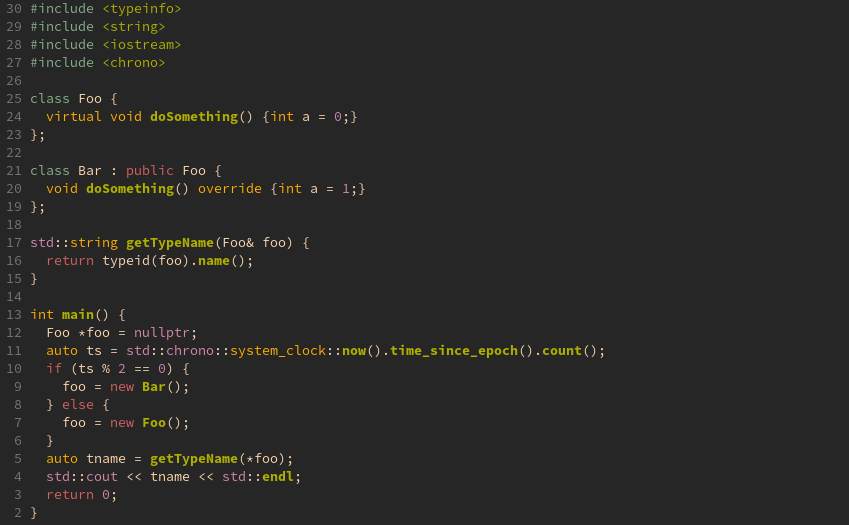 30 #include <typeinfo>
29 #include <string>
28 #include <iostream>
27 #include <chrono>
26
25 class Foo {
24   virtual void doSomething() {int a = 0;}
23 };
22
21 class Bar : public Foo {
20   void doSomething() override {int a = 1;}
19 };
18
17 std::string getTypeName(Foo& foo) {
16   return typeid(foo).name();
15 }
14
13 int main() {
12   Foo *foo = nullptr;
11   auto ts = std::chrono::system_clock::now().time_since_epoch().count();
10   if (ts % 2 == 0) {
9     foo = new Bar();
8   } else {
7     foo = new Foo();
6   }
5   auto tname = getTypeName(*foo);
4   std::cout << tname << std::endl;
3   return 0;
2 }